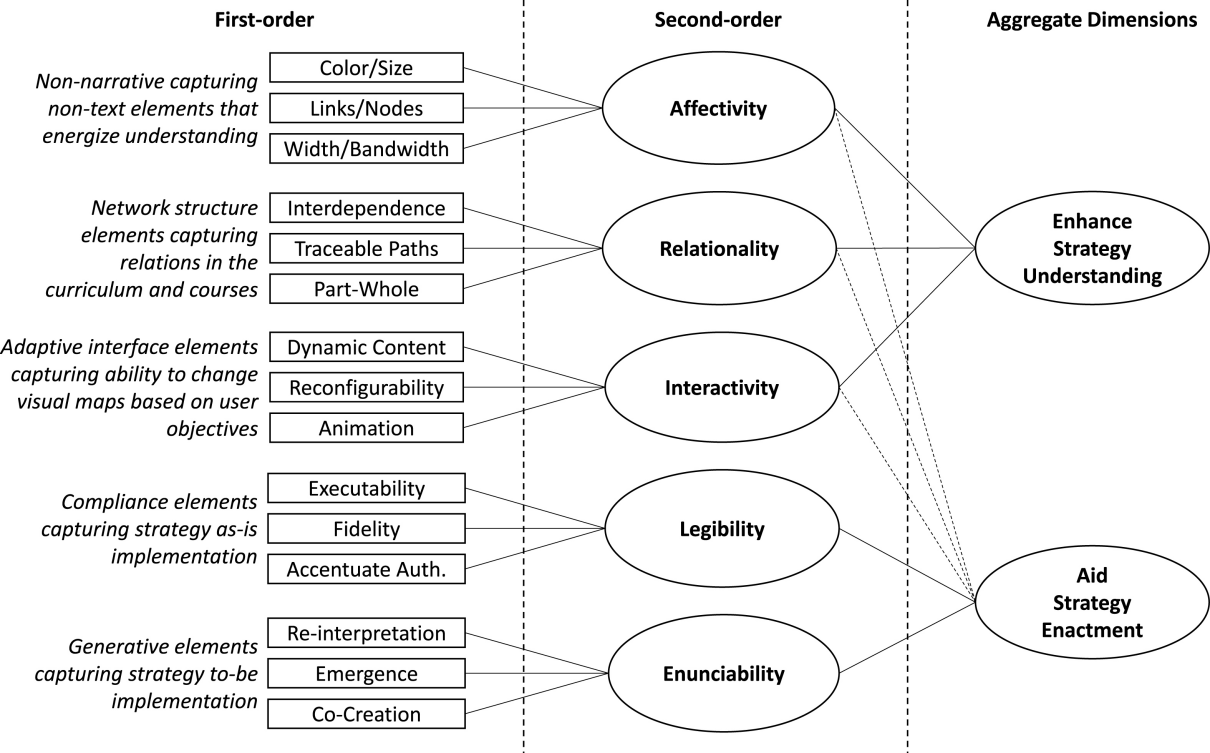 First-order
Second-order
Aggregate Dimensions
Non-narrative capturing
non-text elements that
energize understanding
Color/Size
Links/Nodes
Width/Bandwidth
Affectivity
Network structure
elements capturing
relations in the
curriculum and courses
Interdependence
Traceable Paths
Part-Whole
Relationality
Enhance
Strategy
Understanding
Adaptive interface elements
capturing ability to change
visual maps based on user
objectives
Dynamic Content
Reconfigurability
Animation
Interactivity
Compliance elements
capturing strategy as-is
implementation
Executability
Fidelity
Accentuate Auth.
Legibility
Aid
Strategy
Enactment
Generative elements
capturing strategy to-be
implementation
Re-interpretation
Emergence
Co-Creation
Enunciability